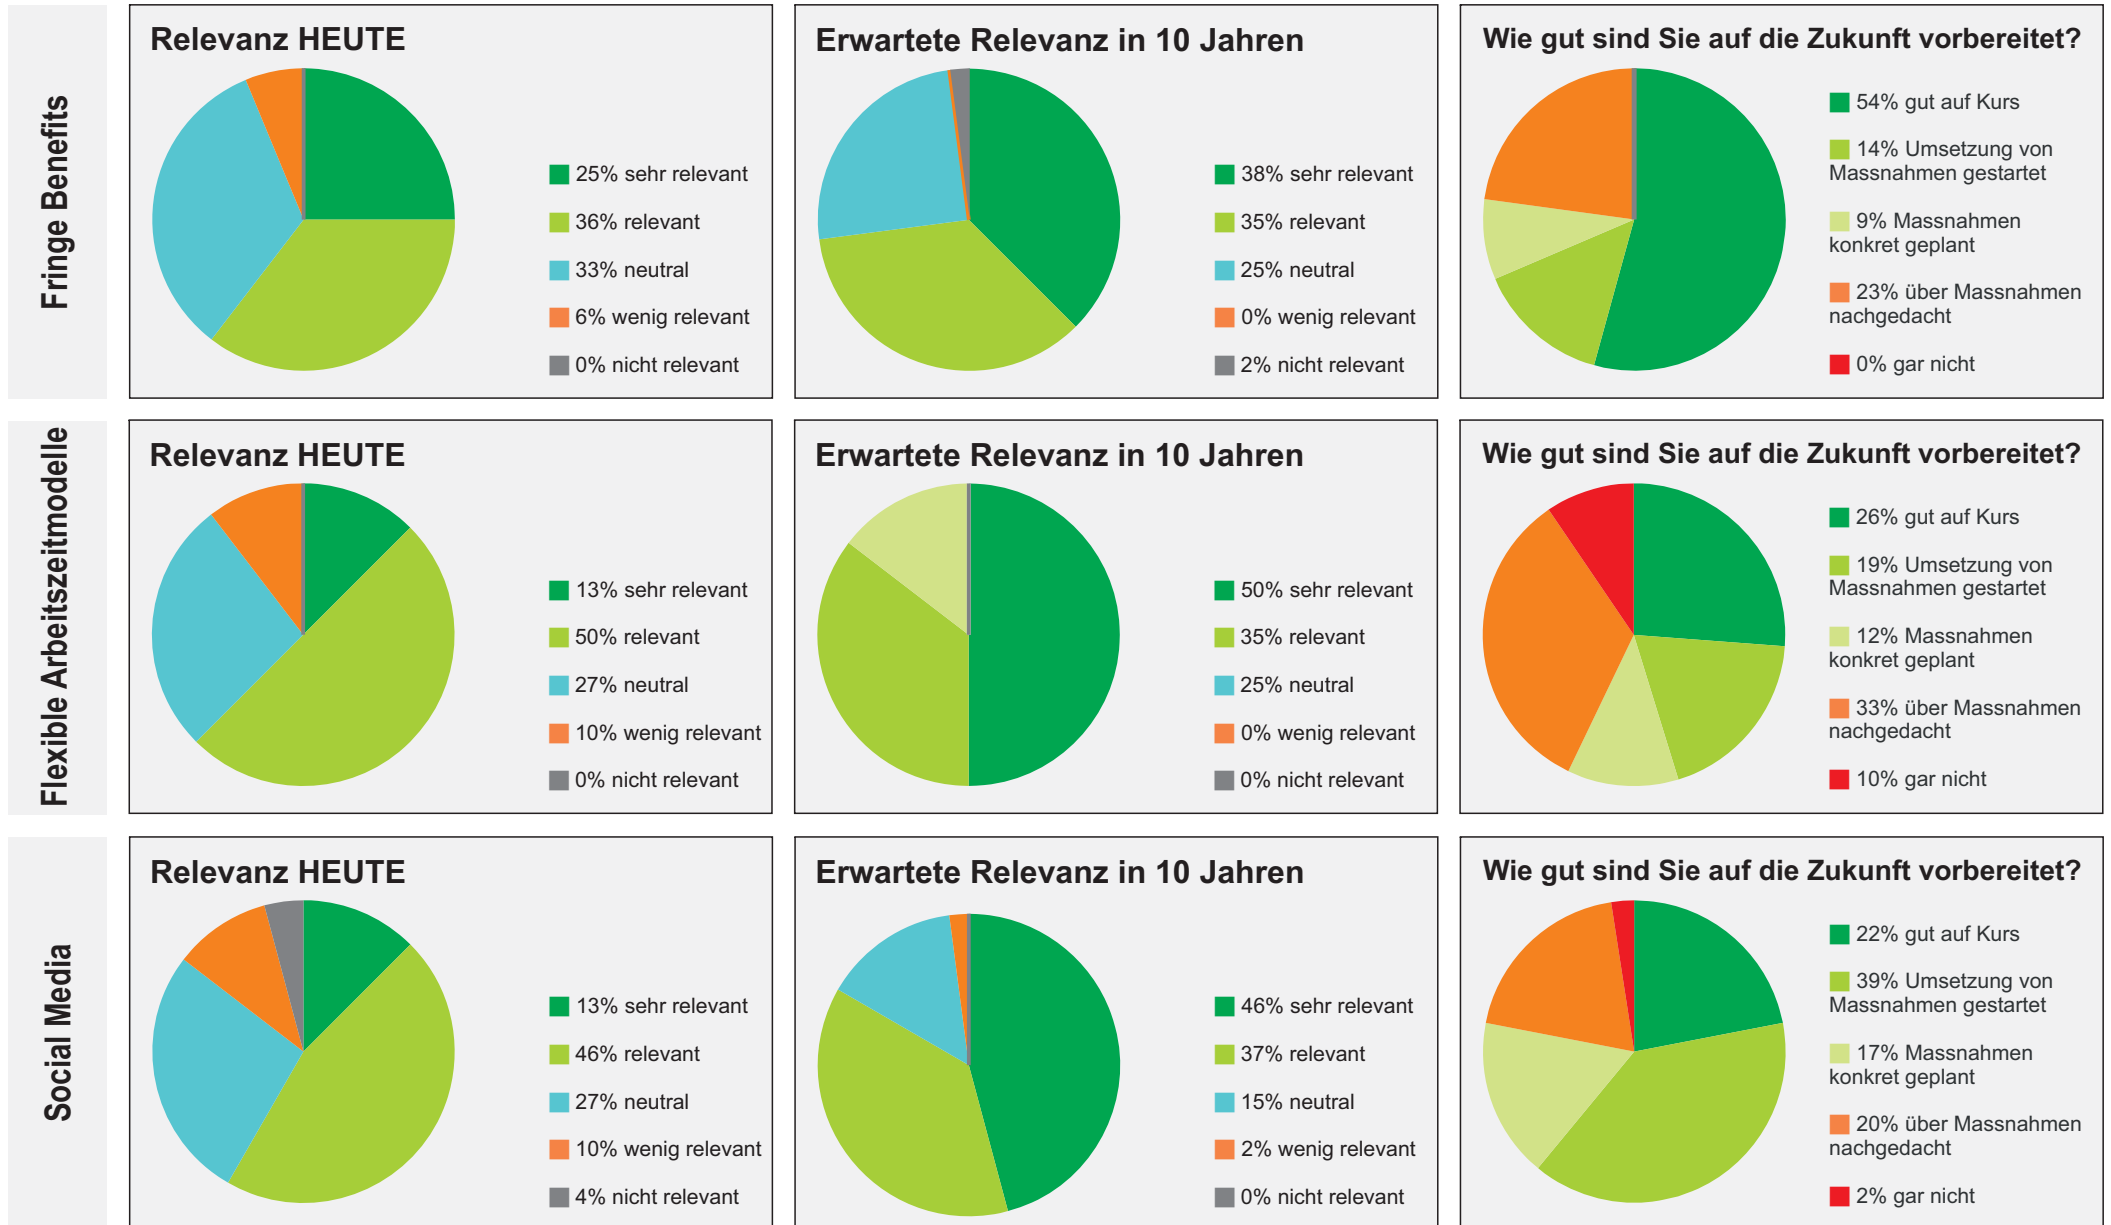 Fringe Benefits
Relevanz HEUTE
25% sehr relevant
36% relevant
33% neutral
6% wenig relevant
0% nicht relevant
Erwartete Relevanz in 10 Jahren
38% sehr relevant
35% relevant
25% neutral
0% wenig relevant
2% nicht relevant
Wie gut sind Sie auf die Zukunft vorbereitet?
54% gut auf Kurs
14% Umsetzung von
Massnahmen gestartet
9% Massnahmen
konkret geplant
23% über Massnahmen
nachgedacht
0% gar nicht
Flexible Arbeitszeitmodelle
Relevanz HEUTE
13% sehr relevant
50% relevant
27% neutral
10% wenig relevant
0% nicht relevant
Erwartete Relevanz in 10 Jahren
50% sehr relevant
35% relevant
25% neutral
0% wenig relevant
0% nicht relevant
Wie gut sind Sie auf die Zukunft vorbereitet?
26% gut auf Kurs
19% Umsetzung von
Massnahmen gestartet
12% Massnahmen
konkret geplant
33% über Massnahmen
nachgedacht
10% gar nicht
Social Media
Relevanz HEUTE
13% sehr relevant
46% relevant
27% neutral
10% wenig relevant
4% nicht relevant
Erwartete Relevanz in 10 Jahren
46% sehr relevant
37% relevant
15% neutral
2% wenig relevant
0% nicht relevant
Wie gut sind Sie auf die Zukunft vorbereitet?
22% gut auf Kurs
39% Umsetzung von
Massnahmen gestartet
17% Massnahmen
konkret geplant
20% über Massnahmen
nachgedacht
2% gar nicht